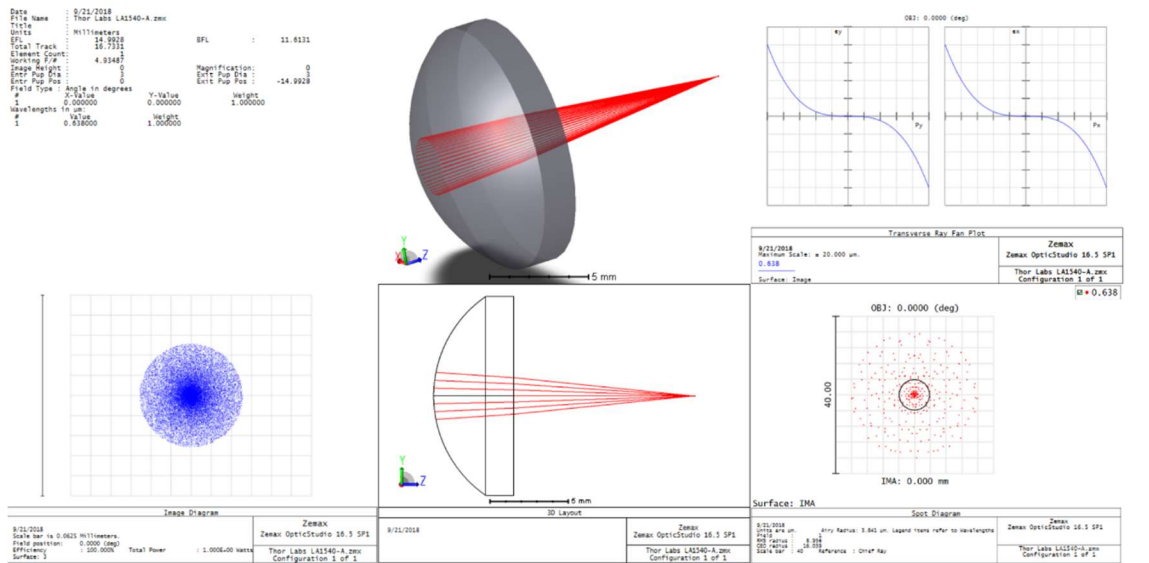 Date : 9/21/2018
File Name : Thor Labs LA1540-A.zmx
Title :
Units : Millimeters
EFL : 14.9928 BFL : 11.6131
Total Track : 16.7331
Element Count: 1
Working F/# : 4.93487
Image Height : 0 Magnification: 0
Entr Pup Dia : 3 Exit Pup Dia : 3
Entr Pup Pos : 0 Exit Pup Pos : -14.9928
Field Type : Angle in degrees
# X-Value Y-Value Weight
1 0.000000 0.000000 1.000000
Wavelengths in um:
# Value Weight
1 0.638000 1.000000
X
Y
Z
5 mm
OBJ: 0.0000 (deg)
ey
ex
Py
Px
Transverse Ray Fan Plot
9/21/2018
Maximum Scale: ± 20.000 µm.
0.638
Surface: Image
Zemax
Zemax OpticStudio 16.5 SP1
Thor Labs LA1540-A.zmx
Configuration 1 of 1
Image Diagram
9/21/2018
Scale bar is 0.0625 Millimeters.
Field position: 0.0000 (deg)
Efficiency : 100.000% Total Power : 1.000E+00 Watts
Surface: 3
Zemax
Zemax OpticStudio 16.5 SP1
Thor Labs LA1540-A.zmx
Configuration 1 of 1
Y
Z
5 mm
3D Layout
9/21/2018
Zemax
Zemax OpticStudio 16.5 SP1
Thor Labs LA1540-A.zmx
Configuration 1 of 1
0.638
OBJ: 0.0000 (deg)
40.00
IMA: 0.000 mm
Surface: IMA
Spot Diagram
9/21/2018
Units are µm. Airy Radius: 3.841 µm. Legend items refer to Wavelengths
Field : 1
RMS radius :
GEO radius :
Scale bar : 40 Reference : Chief Ray
Zemax
Zemax OpticStudio 16.5 SP1
Thor Labs LA1540-A.zmx
Configuration 1 of 1